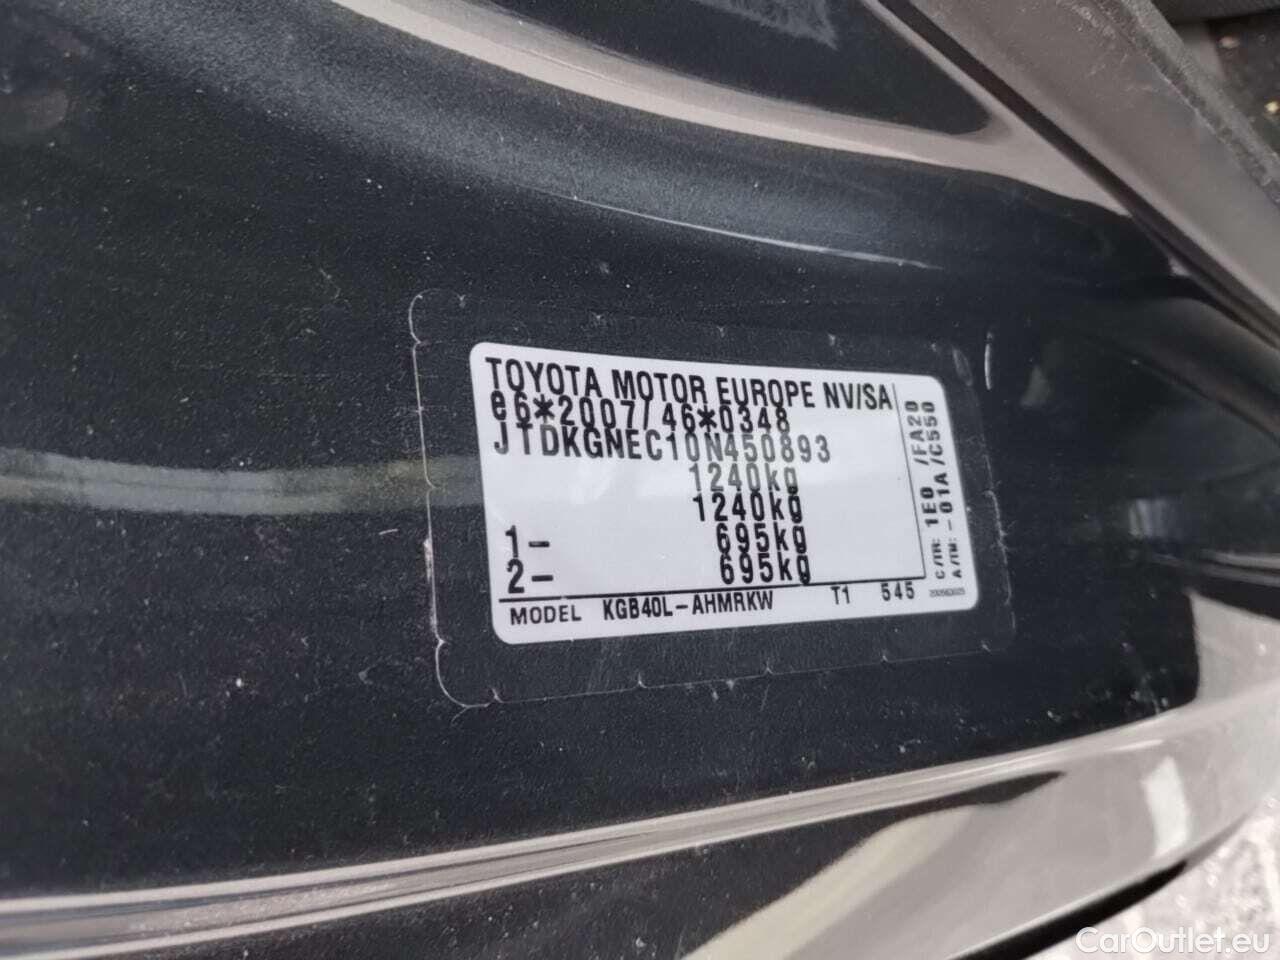 TOYOTA MOTOR EUROPE NV/SA
e6*2007/46*0348
JTDKGNEC10N450893
1240kg
1240kg
1- 695kg
2- 695kg
MODEL KGB40L-AHMRKW T1 545
C/TR: 1E0 /FA20
A/TM: -01A /C550
CarOutlet.eu